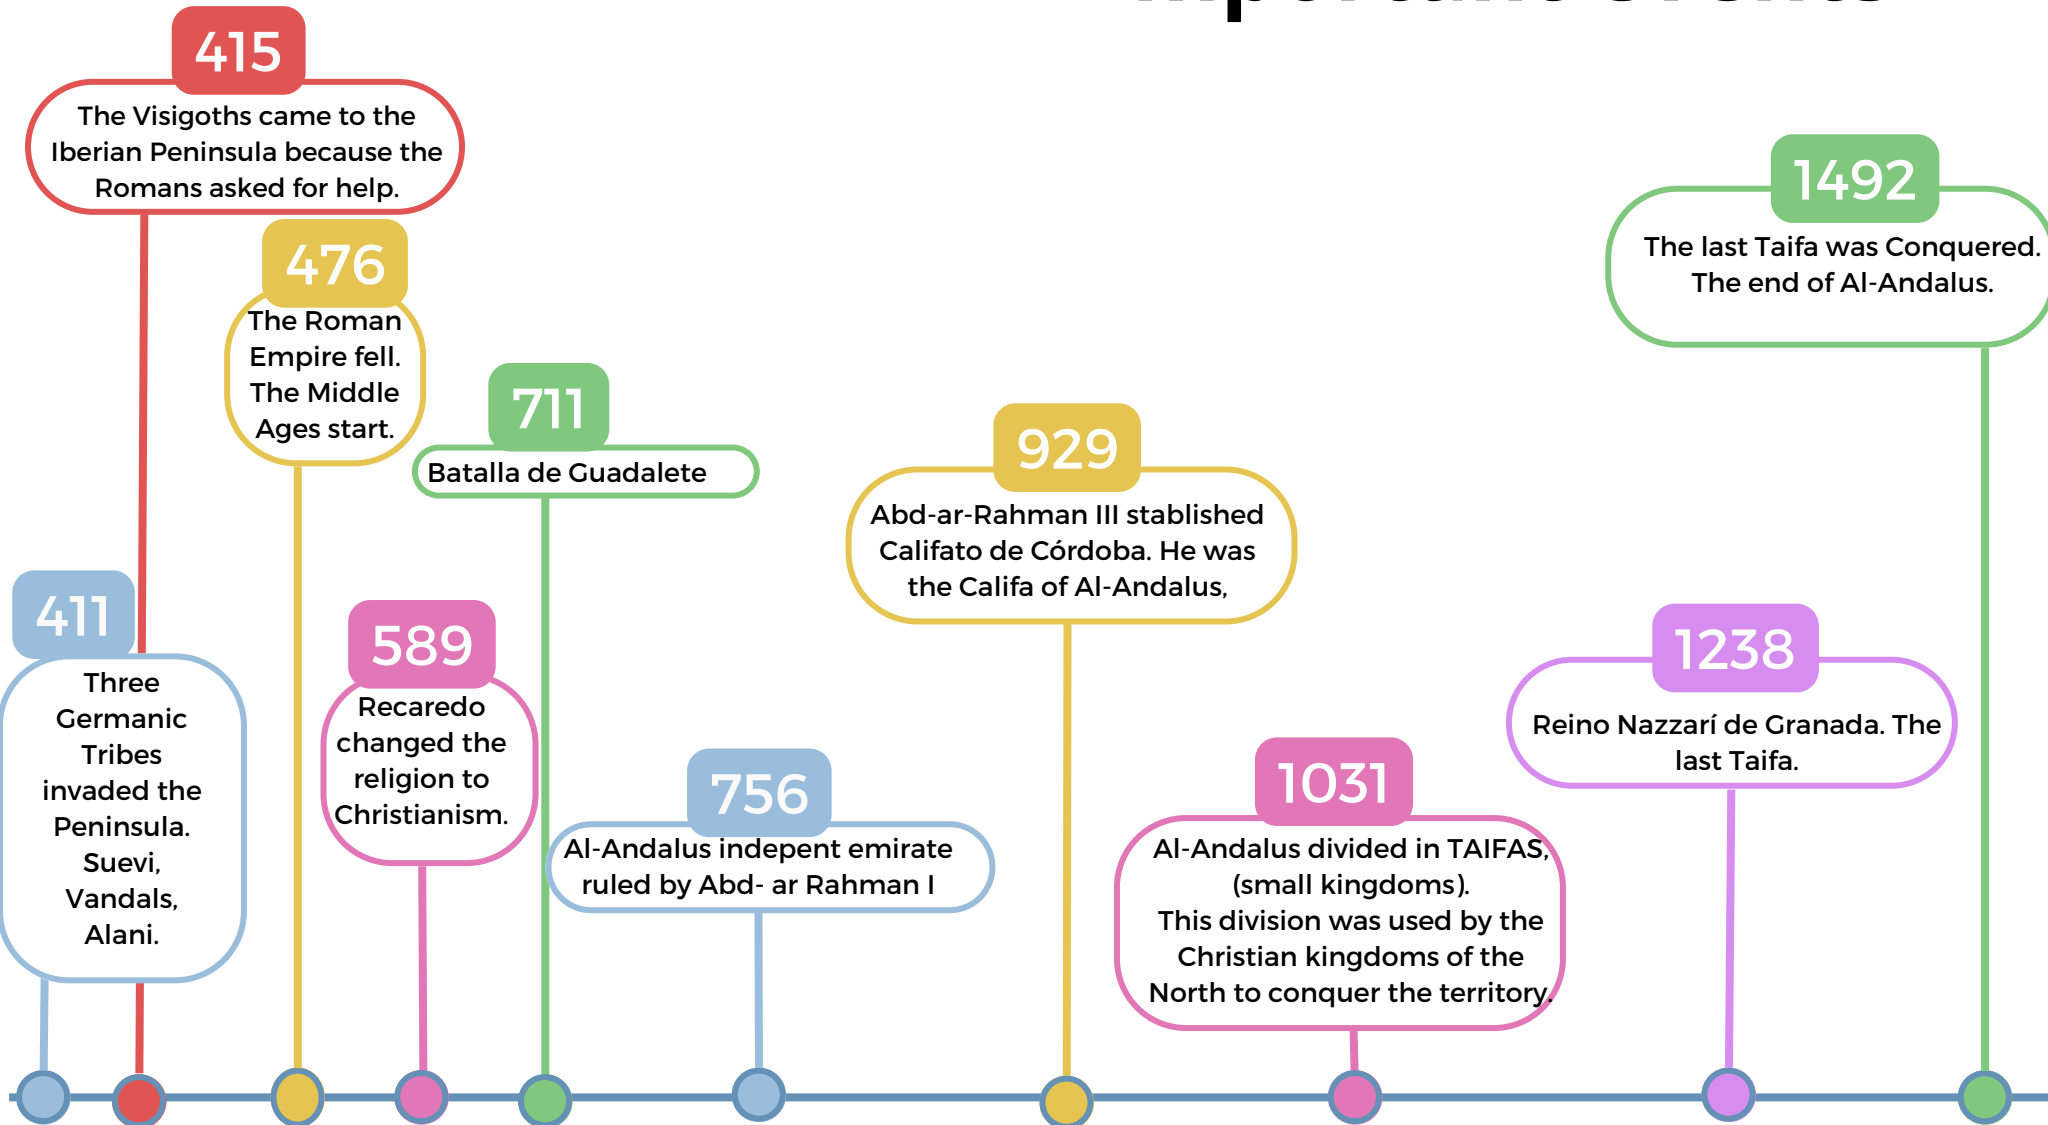 415
The Visigoths came to the
Iberian Peninsula because the
Romans asked for help.
476
The Roman
Empire fell.
The Middle
Ages start.
711
Batalla de Guadalete
411
Three
Germanic
Tribes
invaded the
Peninsula.
Suevi,
Vandals,
Alani.
589
Recaredo
changed the
religion to
Christianism.
756
Al-Andalus indepent emirate
ruled by Abd- ar Rahman I
929
Abd-ar-Rahman III stablished
Califato de Córdoba. He was
the Califa of Al-Andalus,
1031
Al-Andalus divided in TAIFAS,
(small kingdoms).
This division was used by the
Christian kingdoms of the
North to conquer the territory.
1238
Reino Nazzarí de Granada. The
last Taifa.
1492
The last Taifa was Conquered.
The end of Al-Andalus.